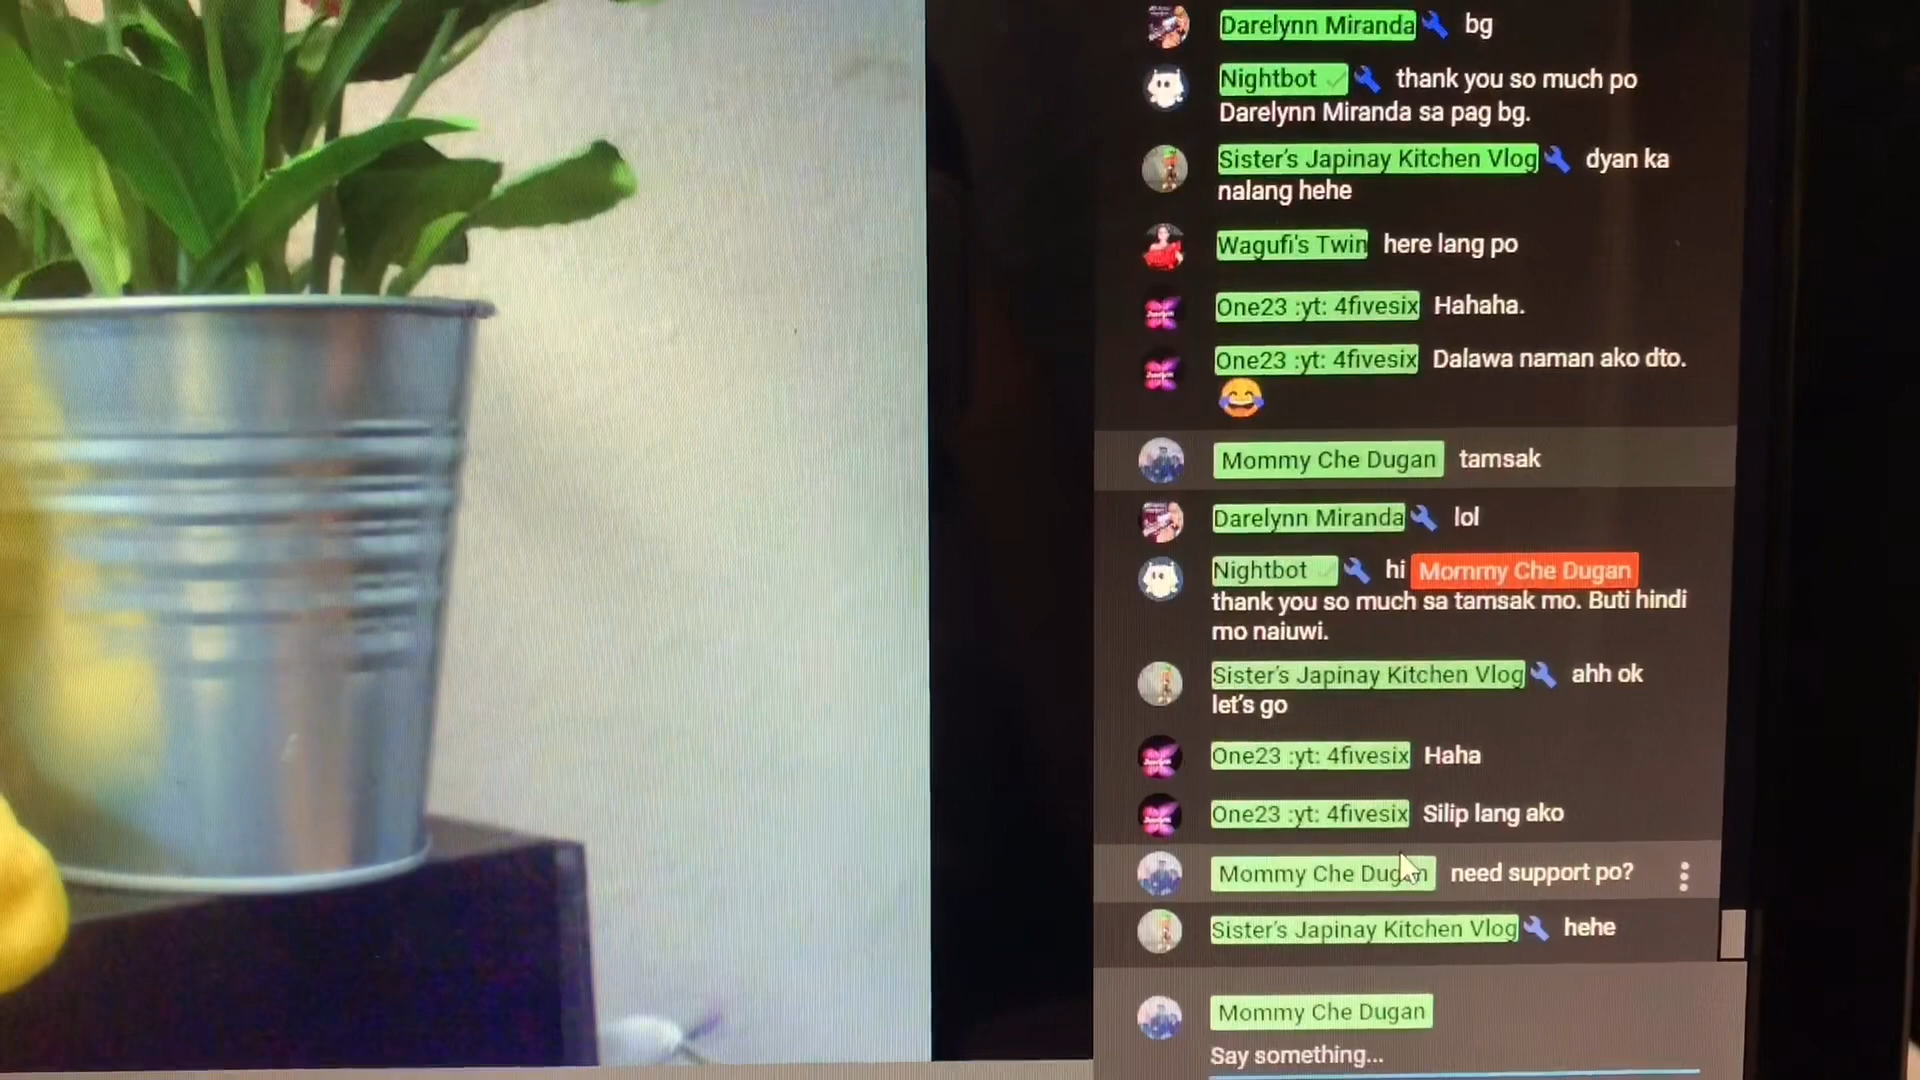 Darelynn Miranda bg
Nightbot thank you so much po
Darelynn Miranda sa pag bg.
Sister's Japinay Kitchen Vlog dyan ka
nalang hehe
Wagufi's Twin here lang po
One23 :yt: 4fivesix Hahaha.
One23 :yt: 4fivesix Dalawa naman ako dto.
😂
Mommy Che Dugan tamsak
Darelynn Miranda lol
Nightbot hi Mommy Che Dugan
thank you so much sa tamsak mo. Buti hindi
mo naiuwi.
Sister's Japinay Kitchen Vlog ahh ok
let's go
One23 :yt: 4fivesix Haha
One23 :yt: 4fivesix Silip lang ako
Mommy Che Dugan need support po?
Sister's Japinay Kitchen Vlog hehe
Mommy Che Dugan
Say something...